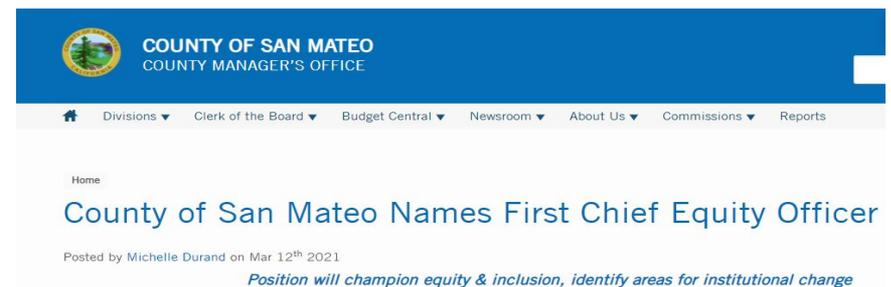 COUNTY OF SAN MATEO
COUNTY MANAGER'S OFFICE
Divisions ▼ Clerk of the Board ▼ Budget Central ▼ Newsroom ▼ About Us ▼ Commissions ▼ Reports
Home
County of San Mateo Names First Chief Equity Officer
Posted by Michelle Durand on Mar 12th 2021
Position will champion equity & inclusion, identify areas for institutional change